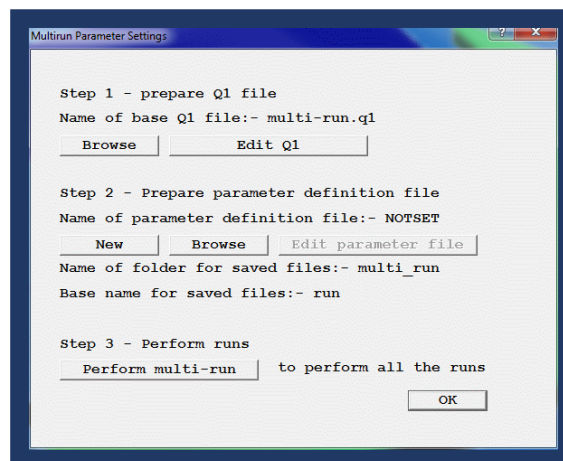 Multirun Parameter Settings
? X
Step 1 - prepare Q1 file
Name of base Q1 file:- multi-run.q1
Browse Edit Q1
Step 2 - Prepare parameter definition file
Name of parameter definition file:- NOTSET
New Browse Edit parameter file
Name of folder for saved files:- multi_run
Base name for saved files:- run
Step 3 - Perform runs
Perform multi-run to perform all the runs
OK